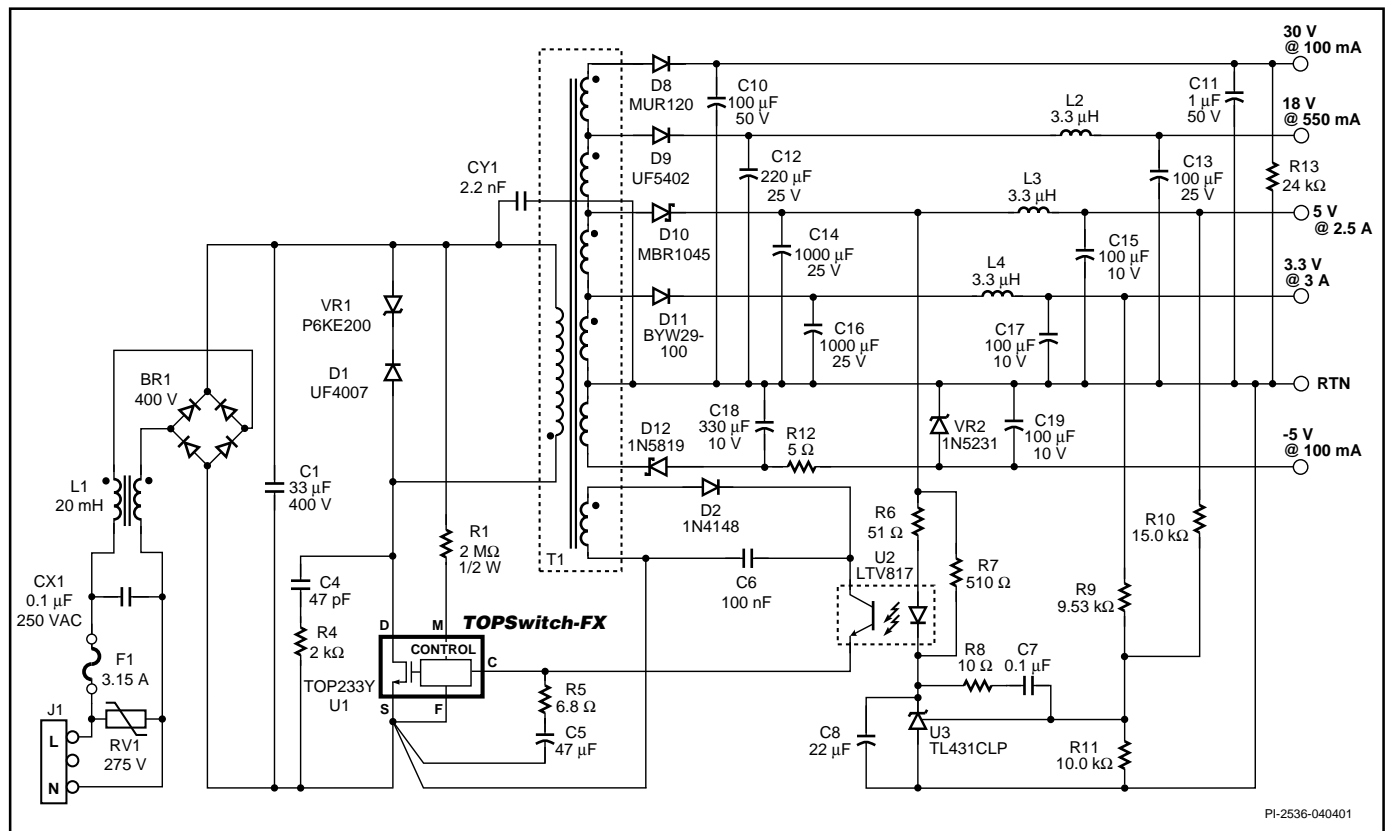 30 V
@ 100 mA
D8
MUR120
C10
100 µF
50 V
C11
1 µF
50 V
L2
3.3 µH
18 V
@ 550 mA
D9
UF5402
C12
220 µF
25 V
C13
100 µF
25 V
R13
24 kΩ
CY1
2.2 nF
L3
3.3 µH
5 V
@ 2.5 A
D10
MBR1045
C14
1000 µF
25 V
C15
100 µF
10 V
L4
3.3 µH
3.3 V
@ 3 A
VR1
P6KE200
D11
BYW29-
100
C16
1000 µF
25 V
C17
100 µF
10 V
D1
UF4007
BR1
400 V
RTN
C18
330 µF
10 V
VR2
1N5231
C19
100 µF
10 V
D12
1N5819
R12
5 Ω
-5 V
@ 100 mA
L1
20 mH
C1
33 µF
400 V
D2
1N4148
R1
2 MΩ
1/2 W
R6
51 Ω
R10
15.0 kΩ
T1
C6
100 nF
U2
LTV817
R7
510 Ω
R9
9.53 kΩ
CX1
0.1 µF
250 VAC
C4
47 pF
R4
2 kΩ
TOPSwitch-FX
D
M
CONTROL
C
TOP233Y
U1
S
F
R5
6.8 Ω
C5
47 µF
R8
10 Ω
C7
0.1 µF
F1
3.15 A
J1
L
N
RV1
275 V
C8
22 µF
U3
TL431CLP
R11
10.0 kΩ
PI-2536-040401